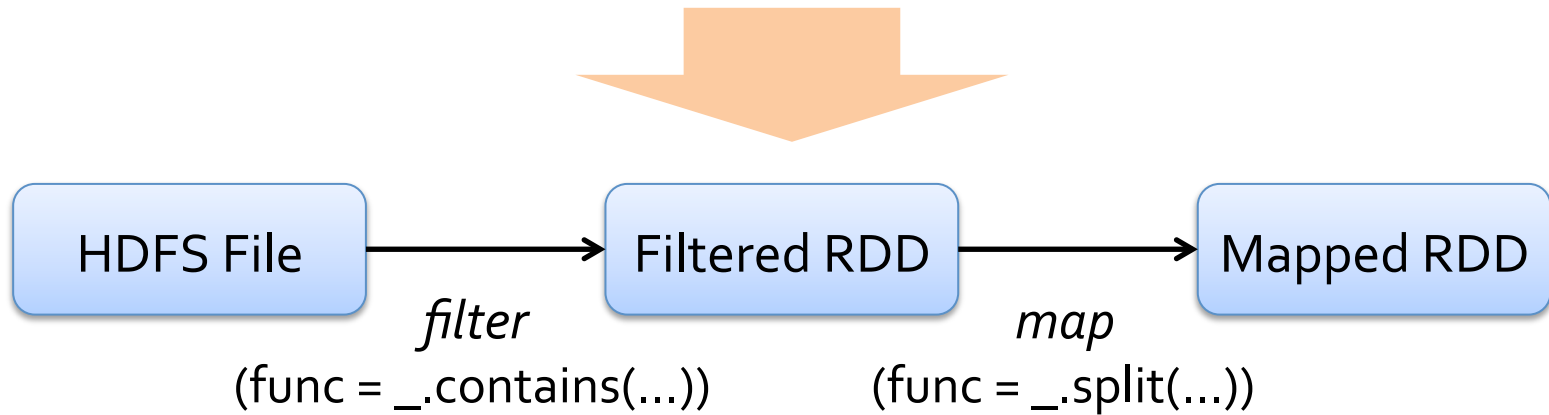 HDFS File
Filtered RDD
Mapped RDD
filter
(func = _.contains(...))
map
(func = _.split(...))